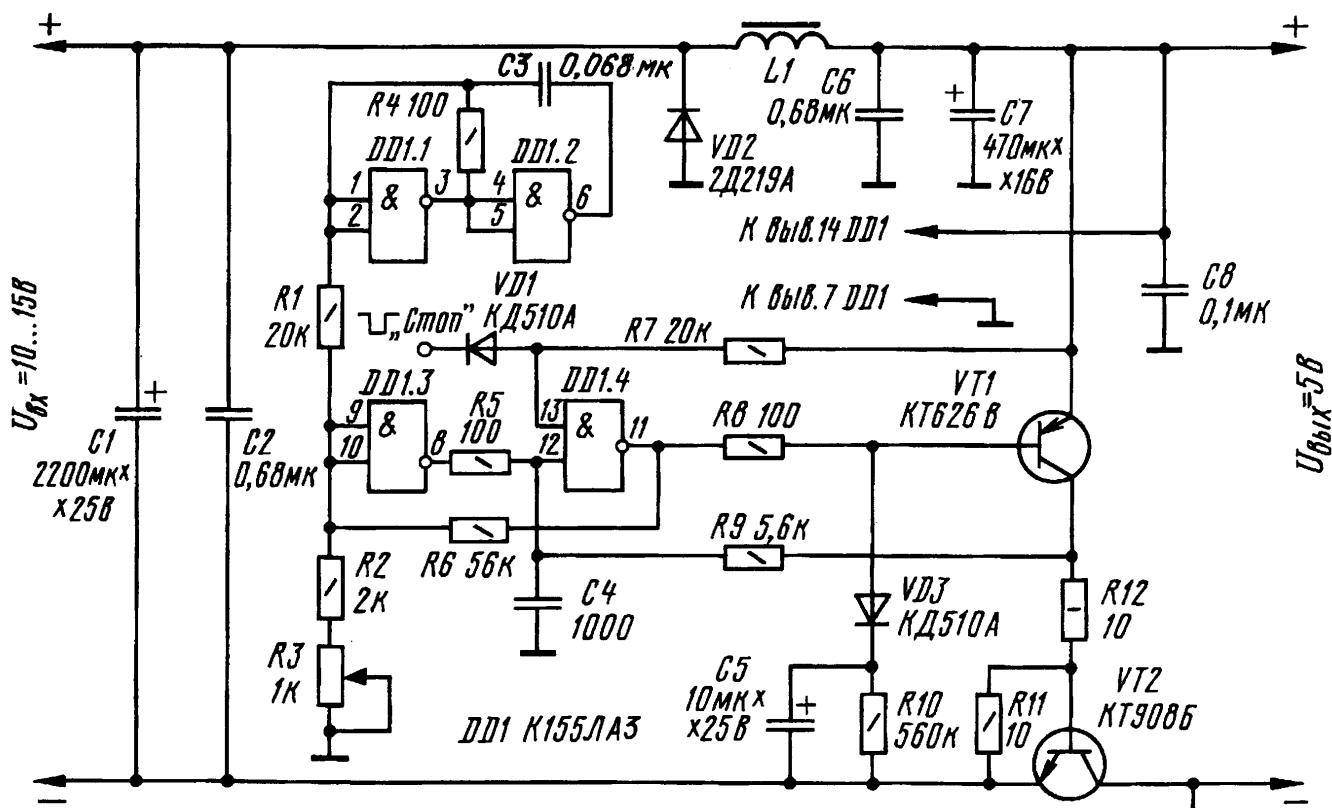 +
+
C3 0,068 мк
L1
R4 100
C6
0,68мк
+ C7
470мк×
×16В
VD2
2Д219А
DD1.1
DD1.2
1
2
&
3
4
5
&
6
К выв.14 DD1
К выв.7 DD1
C8
0,1мк
Uвх =10...15В
R1
20к
VD1
КД510А
„Стоп"
R7 20к
DD1.3
DD1.4
9
10
&
8
R5
100
13
12
&
11
R8 100
VT1
КТ626 В
Uвых=5В
+
C1
2200мк×
×25В
C2
0,68мк
R6 56к
R9 5,6к
R2
2к
C4
1000
VD3
КД510А
R12
10
R3
1к
C5
10мк×
×25В
+
R10
560к
R11
10
VT2
КТ908Б
DD1 К155ЛА3
−
−